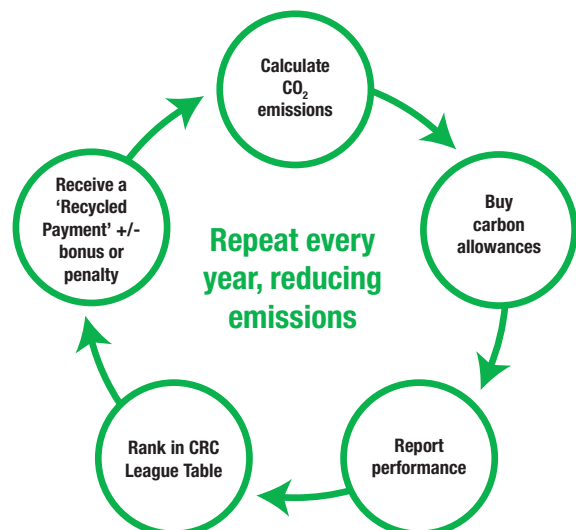 Calculate
CO₂
emissions
Buy
carbon
allowances
Report
performance
Rank in CRC
League Table
Receive a
‘Recycled
Payment’ +/-
bonus or
penalty
Repeat every
year, reducing
emissions